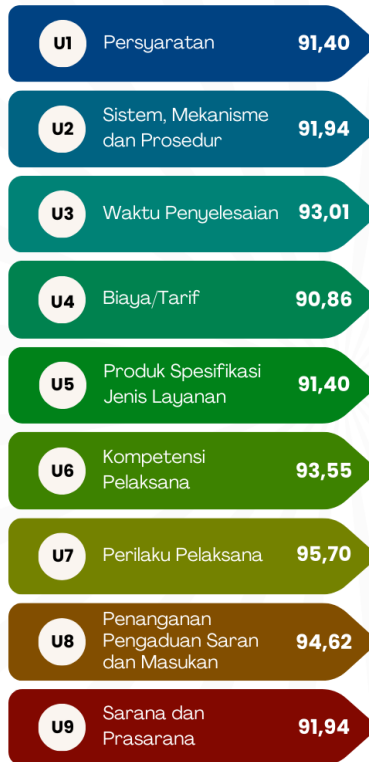 U1 Persyaratan 91,40
U2 Sistem, Mekanisme
dan Prosedur 91,94
U3 Waktu Penyelesaian 93,01
U4 Biaya/Tarif 90,86
U5 Produk Spesifikasi
Jenis Layanan 91,40
U6 Kompetensi
Pelaksana 93,55
U7 Perilaku Pelaksana 95,70
U8 Penanganan
Pengaduan Saran
dan Masukan 94,62
U9 Sarana dan
Prasarana 91,94